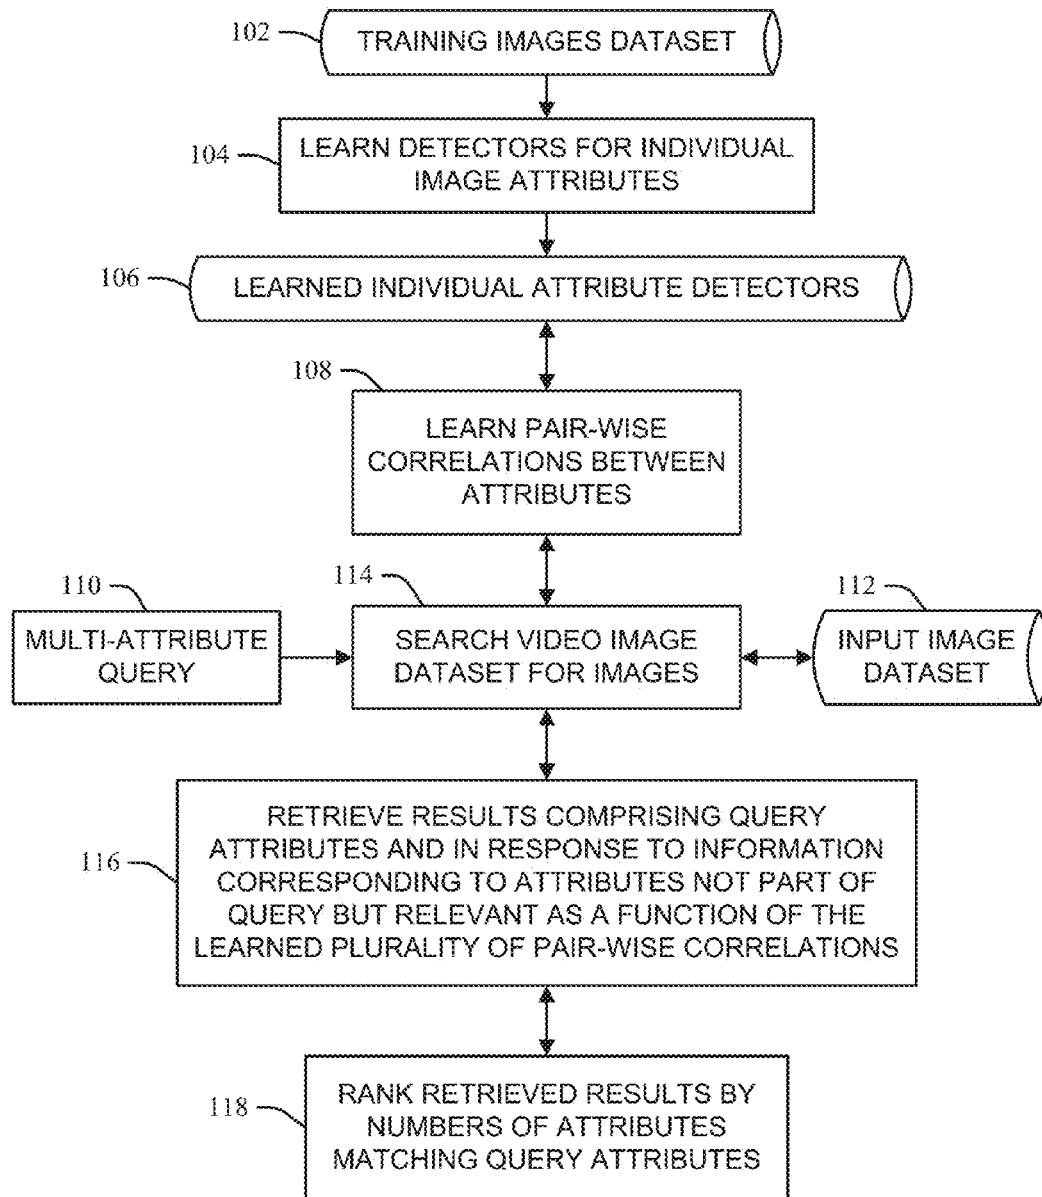 102
TRAINING IMAGES DATASET
104
LEARN DETECTORS FOR INDIVIDUAL
IMAGE ATTRIBUTES
106
LEARNED INDIVIDUAL ATTRIBUTE DETECTORS
108
LEARN PAIR-WISE
CORRELATIONS BETWEEN
ATTRIBUTES
110
MULTI-ATTRIBUTE
QUERY
114
SEARCH VIDEO IMAGE
DATASET FOR IMAGES
112
INPUT IMAGE
DATASET
116
RETRIEVE RESULTS COMPRISING QUERY
ATTRIBUTES AND IN RESPONSE TO INFORMATION
CORRESPONDING TO ATTRIBUTES NOT PART OF
QUERY BUT RELEVANT AS A FUNCTION OF THE
LEARNED PLURALITY OF PAIR-WISE CORRELATIONS
118
RANK RETRIEVED RESULTS BY
NUMBERS OF ATTRIBUTES
MATCHING QUERY ATTRIBUTES